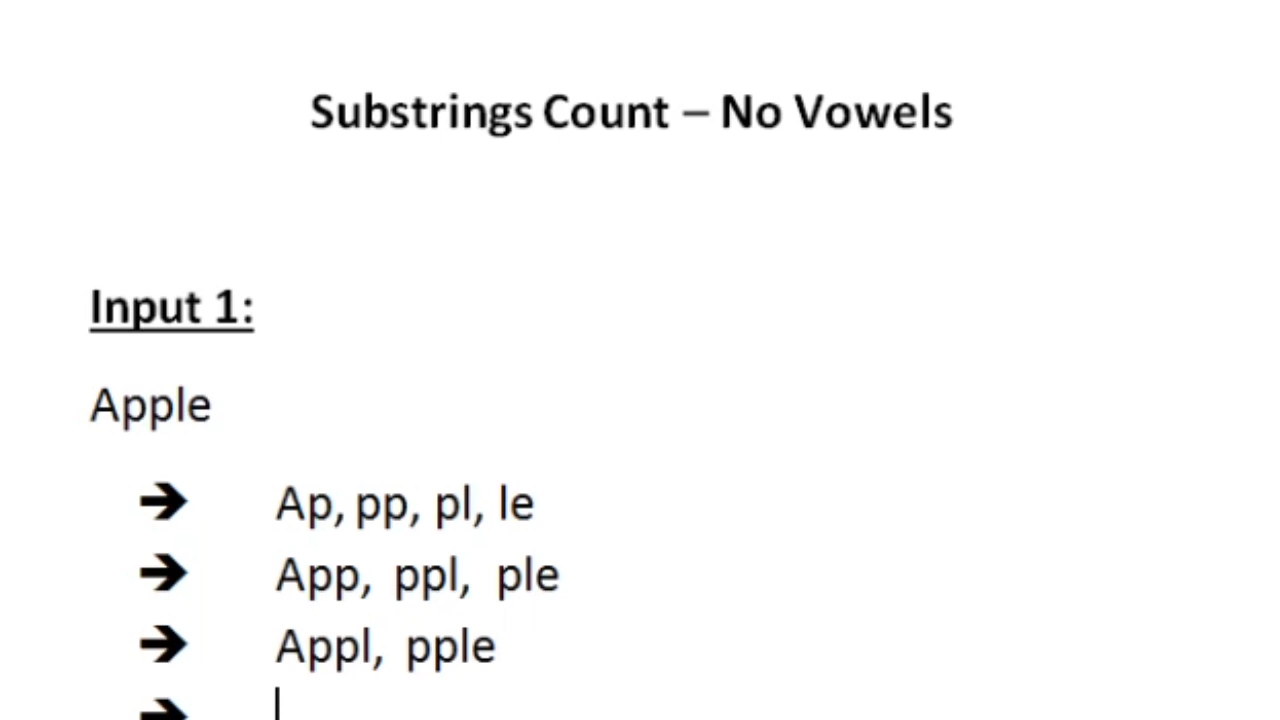 Substrings Count – No Vowels
Input 1:
Apple
➔ Ap, pp, pl, le
➔ App, ppl, ple
➔ Appl, pple
➔